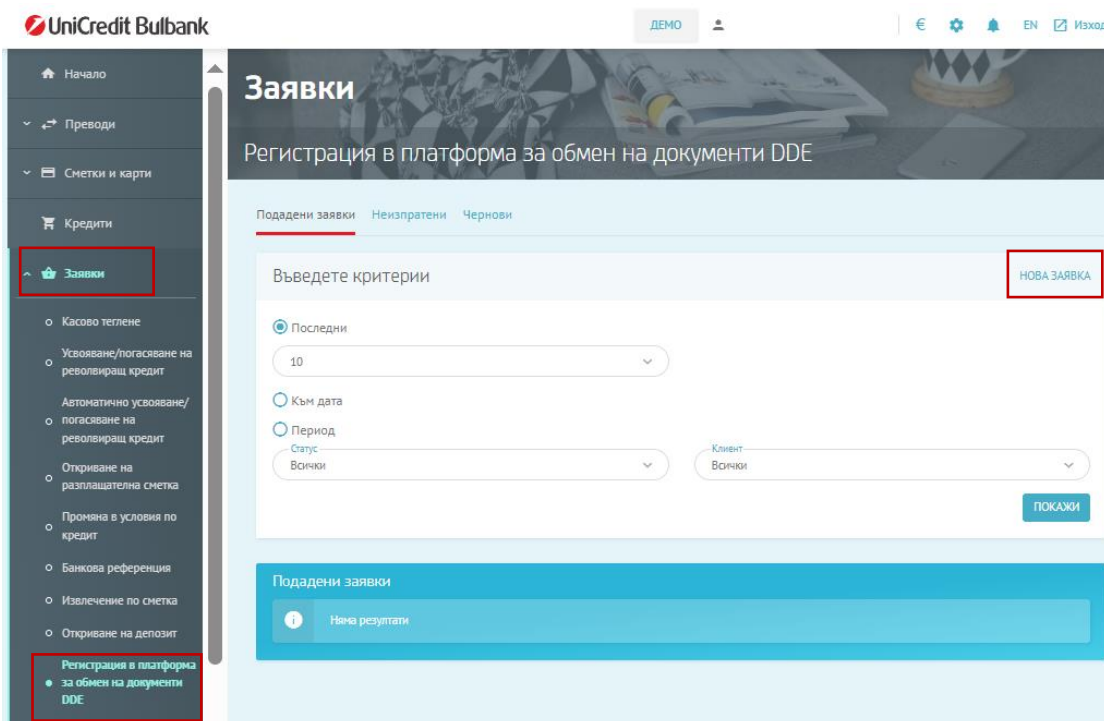 UniCredit Bulbank
ДЕМО
€
EN
Изход
Начало
Преводи
Сметки и карти
Кредити
Заявки
Касово теглене
Усвояване/погасяване на
револвиращ кредит
Автоматично усвояване/
погасяване на
револвиращ кредит
Откриване на
разплащателна сметка
Промяна в условия по
кредит
Банкова референция
Извлечение по сметка
Откриване на депозит
Регистрация в платформа
за обмен на документи
DDE
Заявки
Регистрация в платформа за обмен на документи DDE
Подадени заявки Неизпратени Чернови
Въведете критерии
НОВА ЗАЯВКА
Последни
10
Към дата
Период
Статус
Всички
Клиент
Всички
ПОКАЖИ
Подадени заявки
Няма резултати